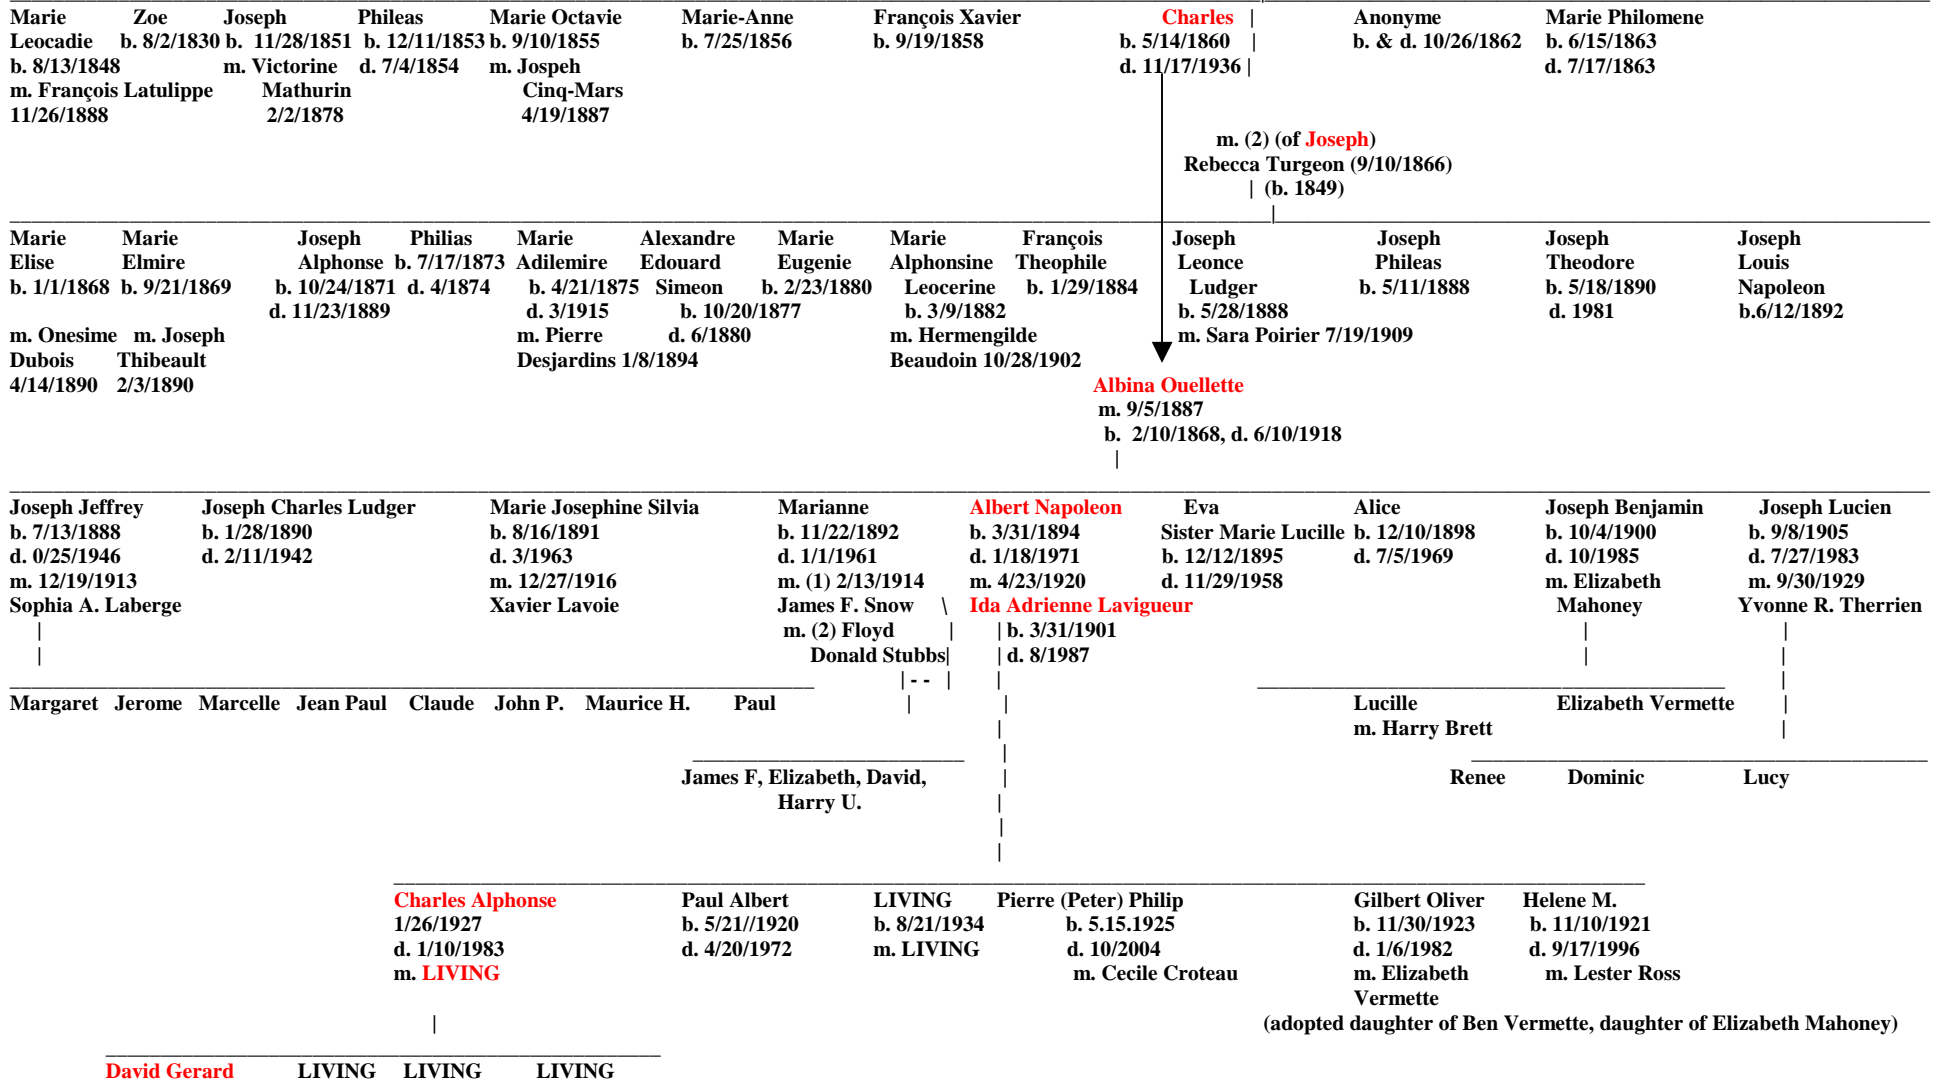 Marie Zoe Joseph Phileas Marie Octavie Marie-Anne François Xavier Charles | Anonyme Marie Philomene
Leocadie b. 8/2/1830 b. 11/28/1851 b. 12/11/1853 b. 9/10/1855 b. 7/25/1856 b. 9/19/1858 b. 5/14/1860 | b. & d. 10/26/1862 b. 6/15/1863
b. 8/13/1848 m. Victorine d. 7/4/1854 m. Jospeh d. 11/17/1936 | d. 7/17/1863
m. François Latulippe Mathurin Cinq-Mars
11/26/1888 2/2/1878 4/19/1887
m. (2) (of Joseph)
Rebecca Turgeon (9/10/1866)
| (b. 1849)
Marie Marie Joseph Philias Marie Alexandre Marie Marie François Joseph Joseph Joseph Joseph
Elise Elmire Alphonse b. 7/17/1873 Adilemire Edouard Eugenie Alphonsine Theophile Leonce Phileas Theodore Louis
b. 1/1/1868 b. 9/21/1869 b. 10/24/1871 d. 4/1874 b. 4/21/1875 Simeon b. 2/23/1880 Leocerine b. 1/29/1884 Ludger b. 5/11/1888 b. 5/18/1890 Napoleon
d. 11/23/1889 d. 3/1915 b. 10/20/1877 b. 3/9/1882 b. 5/28/1888 d. 1981 b.6/12/1892
m. Onesime m. Joseph m. Pierre d. 6/1880 m. Hermengilde m. Sara Poirier 7/19/1909
Dubois Thibeault Desjardins 1/8/1894 Beaudoin 10/28/1902
4/14/1890 2/3/1890 Albina Ouellette
m. 9/5/1887
b. 2/10/1868, d. 6/10/1918
|
Joseph Jeffrey Joseph Charles Ludger Marie Josephine Silvia Marianne Albert Napoleon Eva Alice Joseph Benjamin Joseph Lucien
b. 7/13/1888 b. 1/28/1890 b. 8/16/1891 b. 11/22/1892 b. 3/31/1894 Sister Marie Lucille b. 12/10/1898 b. 10/4/1900 b. 9/8/1905
d. 0/25/1946 d. 2/11/1942 d. 3/1963 d. 1/1/1961 d. 1/18/1971 b. 12/12/1895 d. 7/5/1969 d. 10/1985 d. 7/27/1983
m. 12/19/1913 m. 12/27/1916 m. (1) 2/13/1914 m. 4/23/1920 d. 11/29/1958 m. Elizabeth m. 9/30/1929
Sophia A. Laberge Xavier Lavoie James F. Snow \ Ida Adrienne Lavigueur Mahoney Yvonne R. Therrien
| m. (2) Floyd | | b. 3/31/1901 | |
| Donald Stubbs| | d. 8/1987 | |
|- - | | |
Margaret Jerome Marcelle Jean Paul Claude John P. Maurice H. Paul | | Lucille Elizabeth Vermette |
| m. Harry Brett |
|
James F, Elizabeth, David, | Renee Dominic Lucy
Harry U. |
|
|
Charles Alphonse Paul Albert LIVING Pierre (Peter) Philip Gilbert Oliver Helene M.
1/26/1927 b. 5/21//1920 b. 8/21/1934 b. 5.15.1925 b. 11/30/1923 b. 11/10/1921
d. 1/10/1983 d. 4/20/1972 m. LIVING d. 10/2004 d. 1/6/1982 d. 9/17/1996
m. LIVING m. Cecile Croteau m. Elizabeth m. Lester Ross
Vermette
| (adopted daughter of Ben Vermette, daughter of Elizabeth Mahoney)
David Gerard LIVING LIVING LIVING